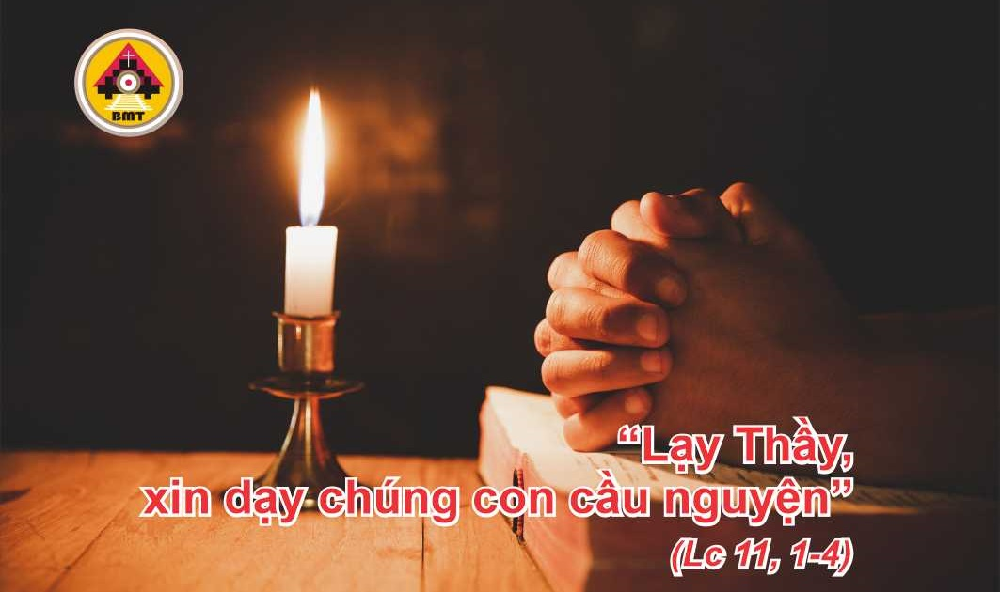 BMT
“Lạy Thầy,
xin dạy chúng con cầu nguyện”
(Lc 11, 1-4)